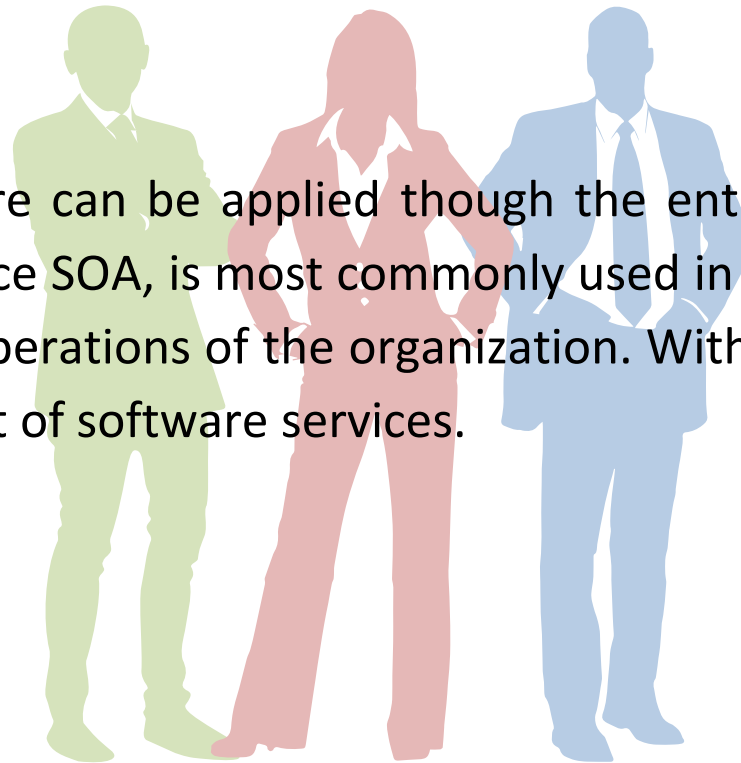 re can be applied though the ent
ce SOA, is most commonly used in
perations of the organization. With
t of software services.